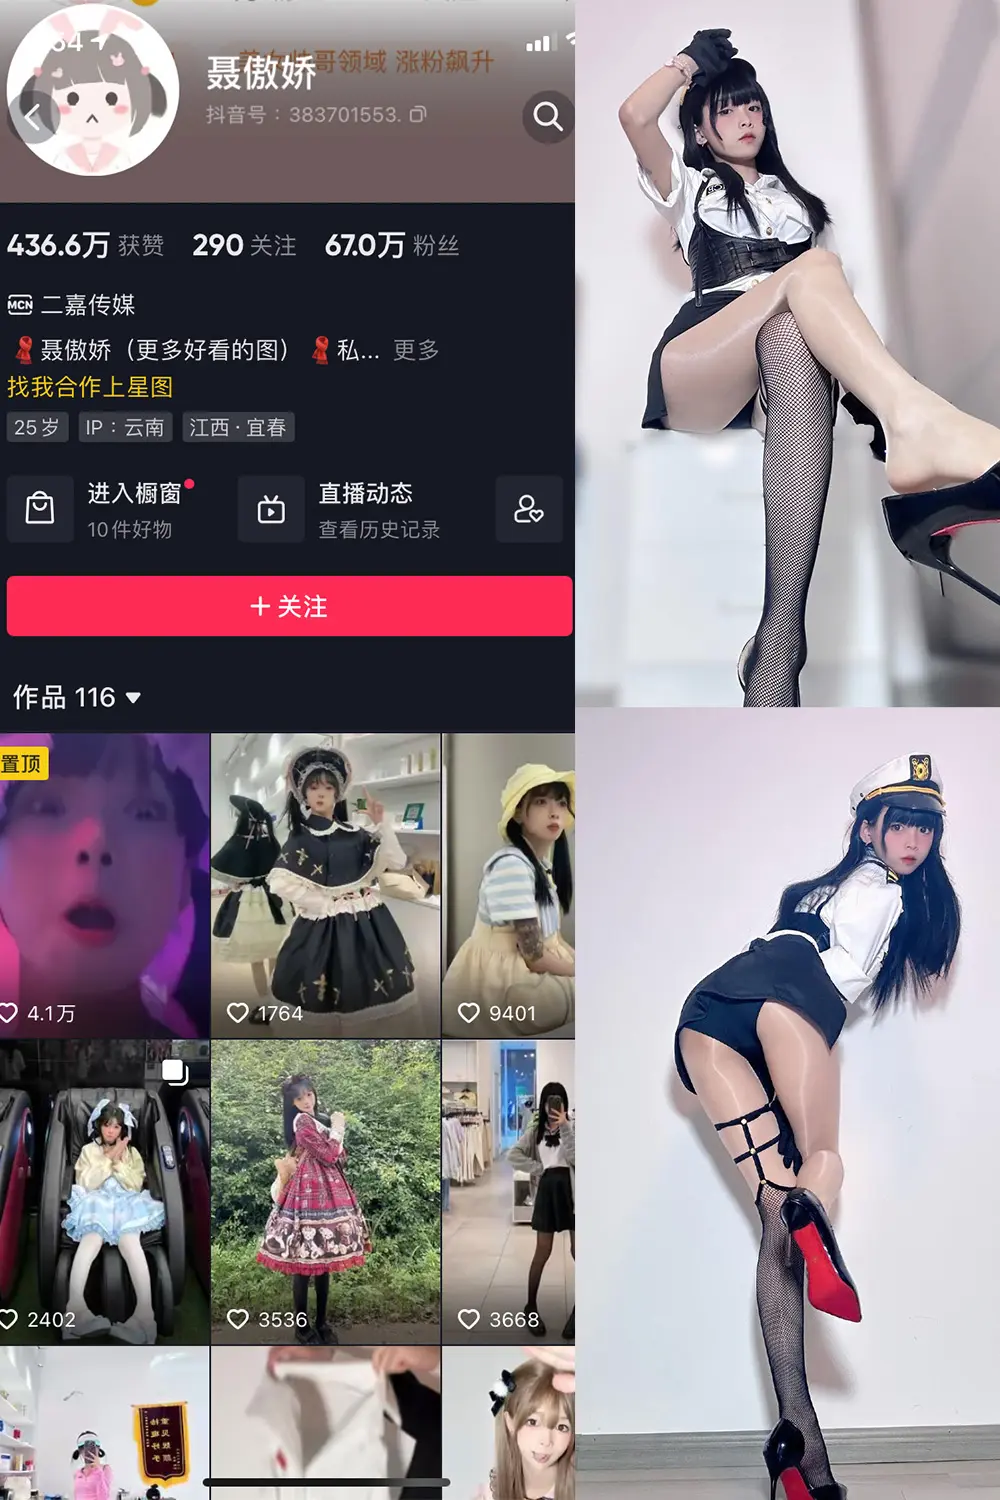 哥领域 涨粉飙升
聂傲娇
抖音号：383701553.
436.6万 获赞 290 关注 67.0万 粉丝
MCN 二嘉传媒
聂傲娇（更多好看的图） 私... 更多
找我合作上星图
25岁 IP：云南 江西·宜春
进入橱窗 直播动态
10件好物 查看历史记录
+ 关注
作品 116
置顶
4.1万 1764 9401
2402 3536 3668